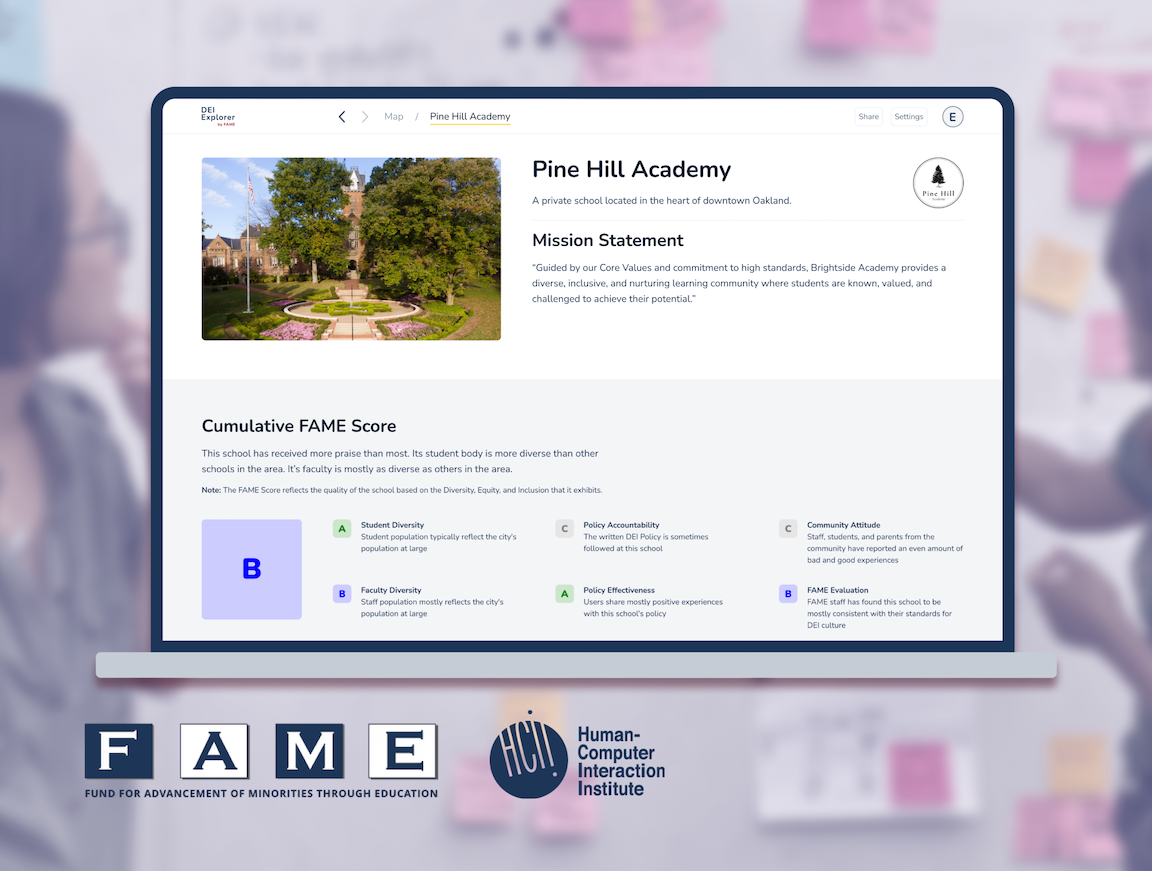 DEI
Explorer
by FAME
Map / Pine Hill Academy
Share
Settings
E
Pine Hill Academy
A private school located in the heart of downtown Oakland.
Pine Hill
Academy
Mission Statement
“Guided by our Core Values and commitment to high standards, Brightside Academy provides a
diverse, inclusive, and nurturing learning community where students are known, valued, and
challenged to achieve their potential.”
Cumulative FAME Score
This school has received more praise than most. Its student body is more diverse than other
schools in the area. It’s faculty is mostly as diverse as others in the area.
Note: The FAME Score reflects the quality of the school based on the Diversity, Equity, and Inclusion that it exhibits.
B
A
Student Diversity
Student population typically reflect the city's
population at large
C
Policy Accountability
The written DEI Policy is sometimes
followed at this school
C
Community Attitude
Staff, students, and parents from the
community have reported an even amount of
bad and good experiences
B
Faculty Diversity
Staff population mostly reflects the city's
population at large
A
Policy Effectiveness
Users share mostly positive experiences
with this school's policy
B
FAME Evaluation
FAME staff has found this school to be
mostly consistent with their standards for
DEI culture
F A M E
FUND FOR ADVANCEMENT OF MINORITIES THROUGH EDUCATION
HCII
Human-
Computer
Interaction
Institute